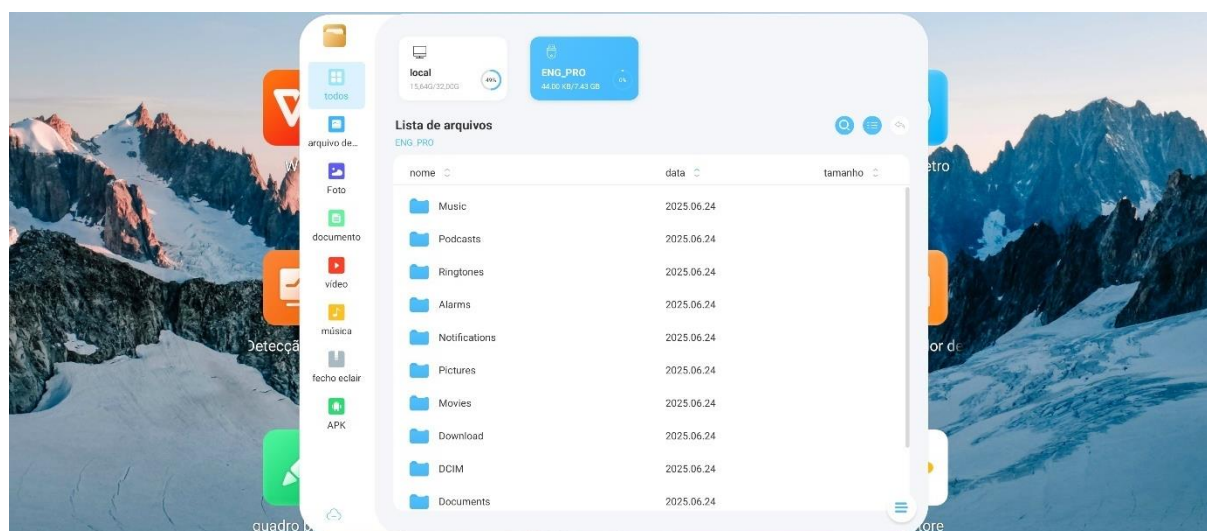 todos
arquivo de...
Foto
documento
vídeo
música
fecho eclair
APK
local
15,64G/32,00G
49%
ENG_PRO
44.00 KB/7.43 GB
0%
Lista de arquivos
ENG_PRO
nome data tamanho
Music 2025.06.24
Podcasts 2025.06.24
Ringtones 2025.06.24
Alarms 2025.06.24
Notifications 2025.06.24
Pictures 2025.06.24
Movies 2025.06.24
Download 2025.06.24
DCIM 2025.06.24
Documents 2025.06.24
Detecçã
quadro
etro
or de
tore